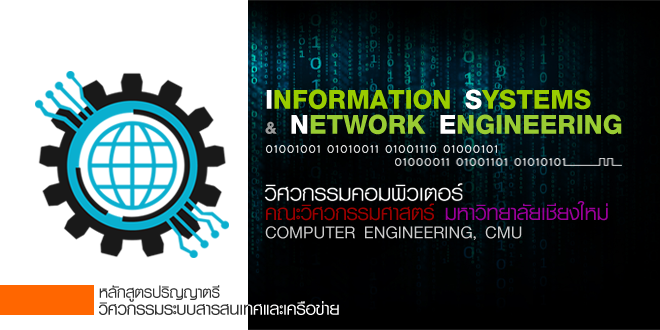 INFORMATION SYSTEMS
& NETWORK ENGINEERING
01001001 01010011 01001110 01000101
01000011 01001101 01010101
วิศวกรรมคอมพิวเตอร์
คณะวิศวกรรมศาสตร์ มหาวิทยาลัยเชียงใหม่
COMPUTER ENGINEERING, CMU
หลักสูตรปริญญาตรี
วิศวกรรมระบบสารสนเทศและเครือข่าย